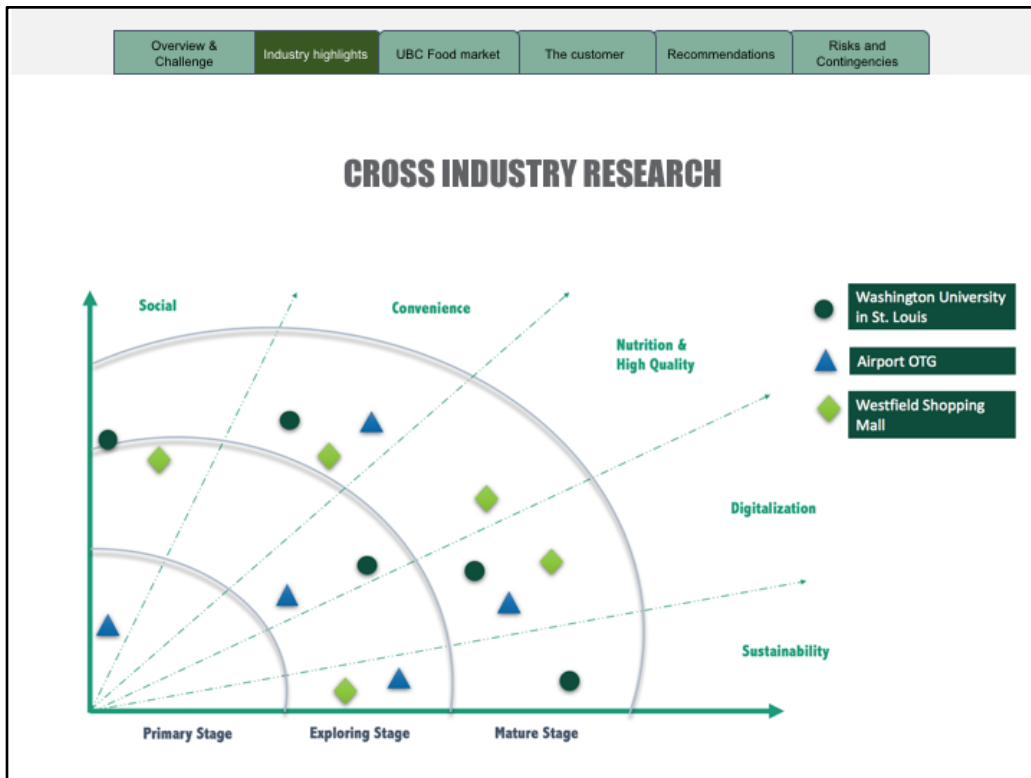 Overview &
Challenge
Industry highlights
UBC Food market
The customer
Recommendations
Risks and
Contingencies
CROSS INDUSTRY RESEARCH
Social
Convenience
Nutrition &
High Quality
Digitalization
Sustainability
Washington University
in St. Louis
Airport OTG
Westfield Shopping
Mall
Primary Stage
Exploring Stage
Mature Stage